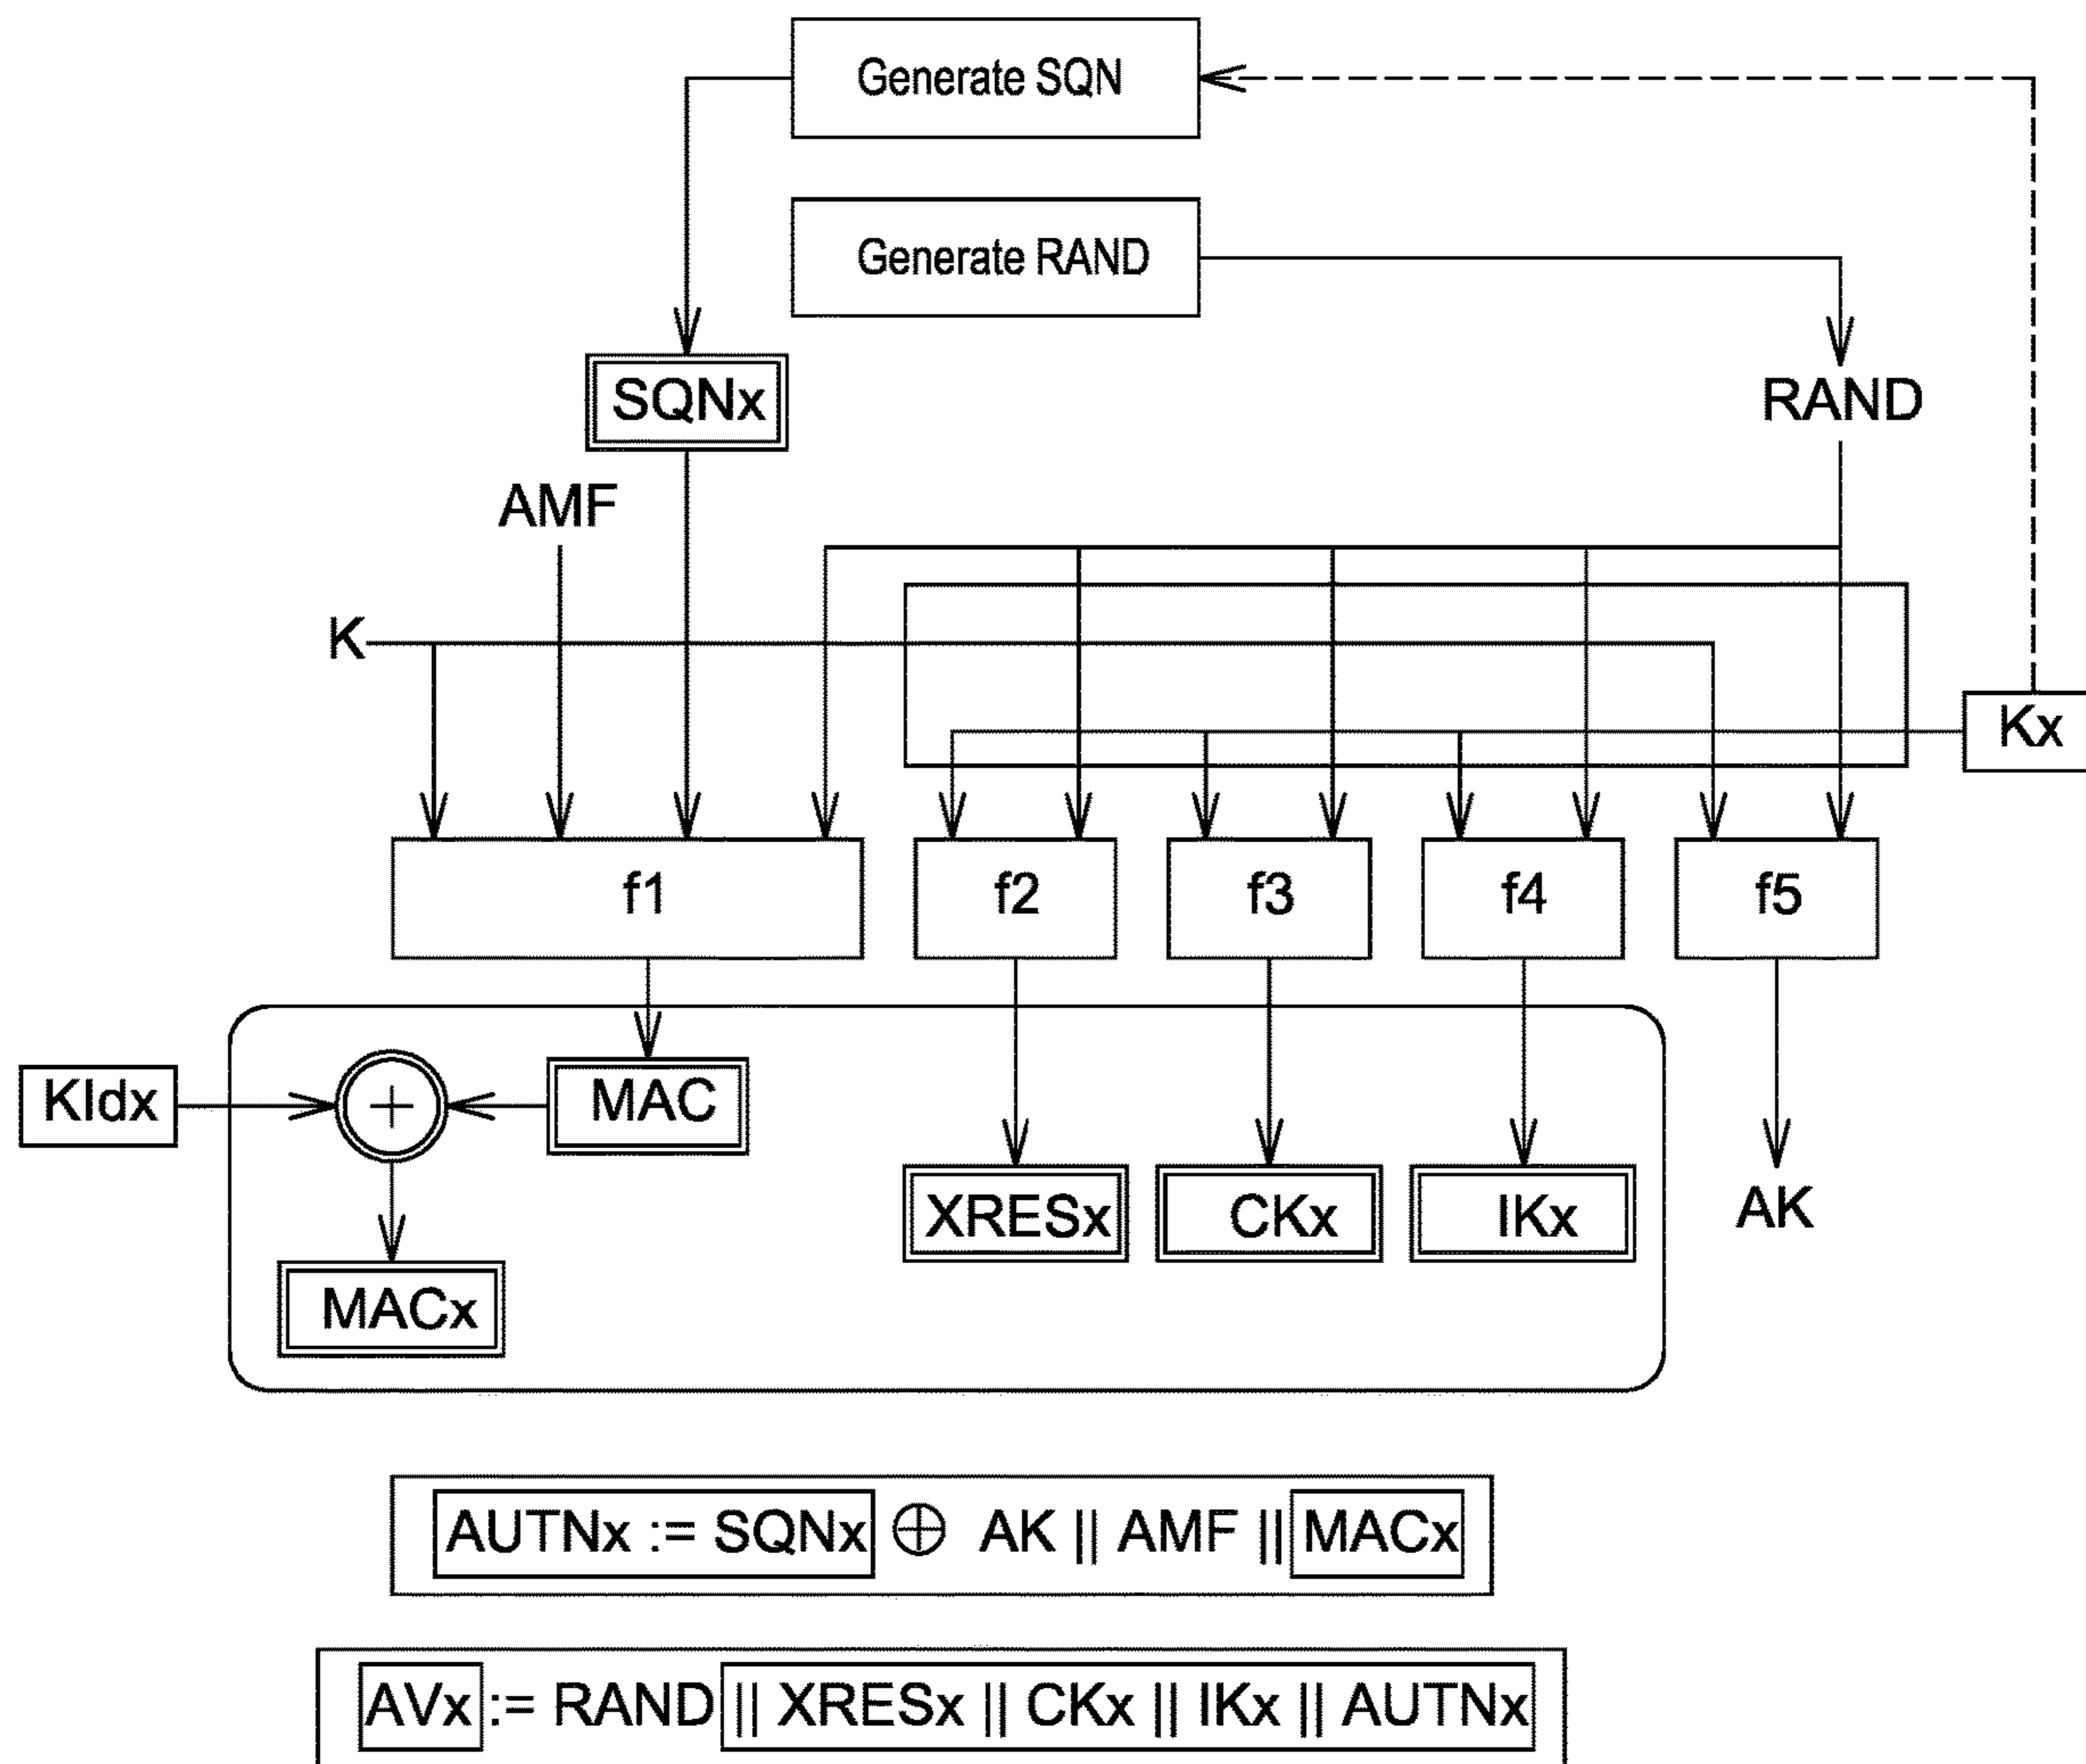 Generate SQN
Generate RAND
SQNx
RAND
AMF
K
Kx
f1
f2
f3
f4
f5
KIdx
+
MAC
XRESx
CKx
IKx
AK
MACx
AUTNx := SQNx ⊕ AK || AMF || MACx
AVx := RAND || XRESx || CKx || IKx || AUTNx